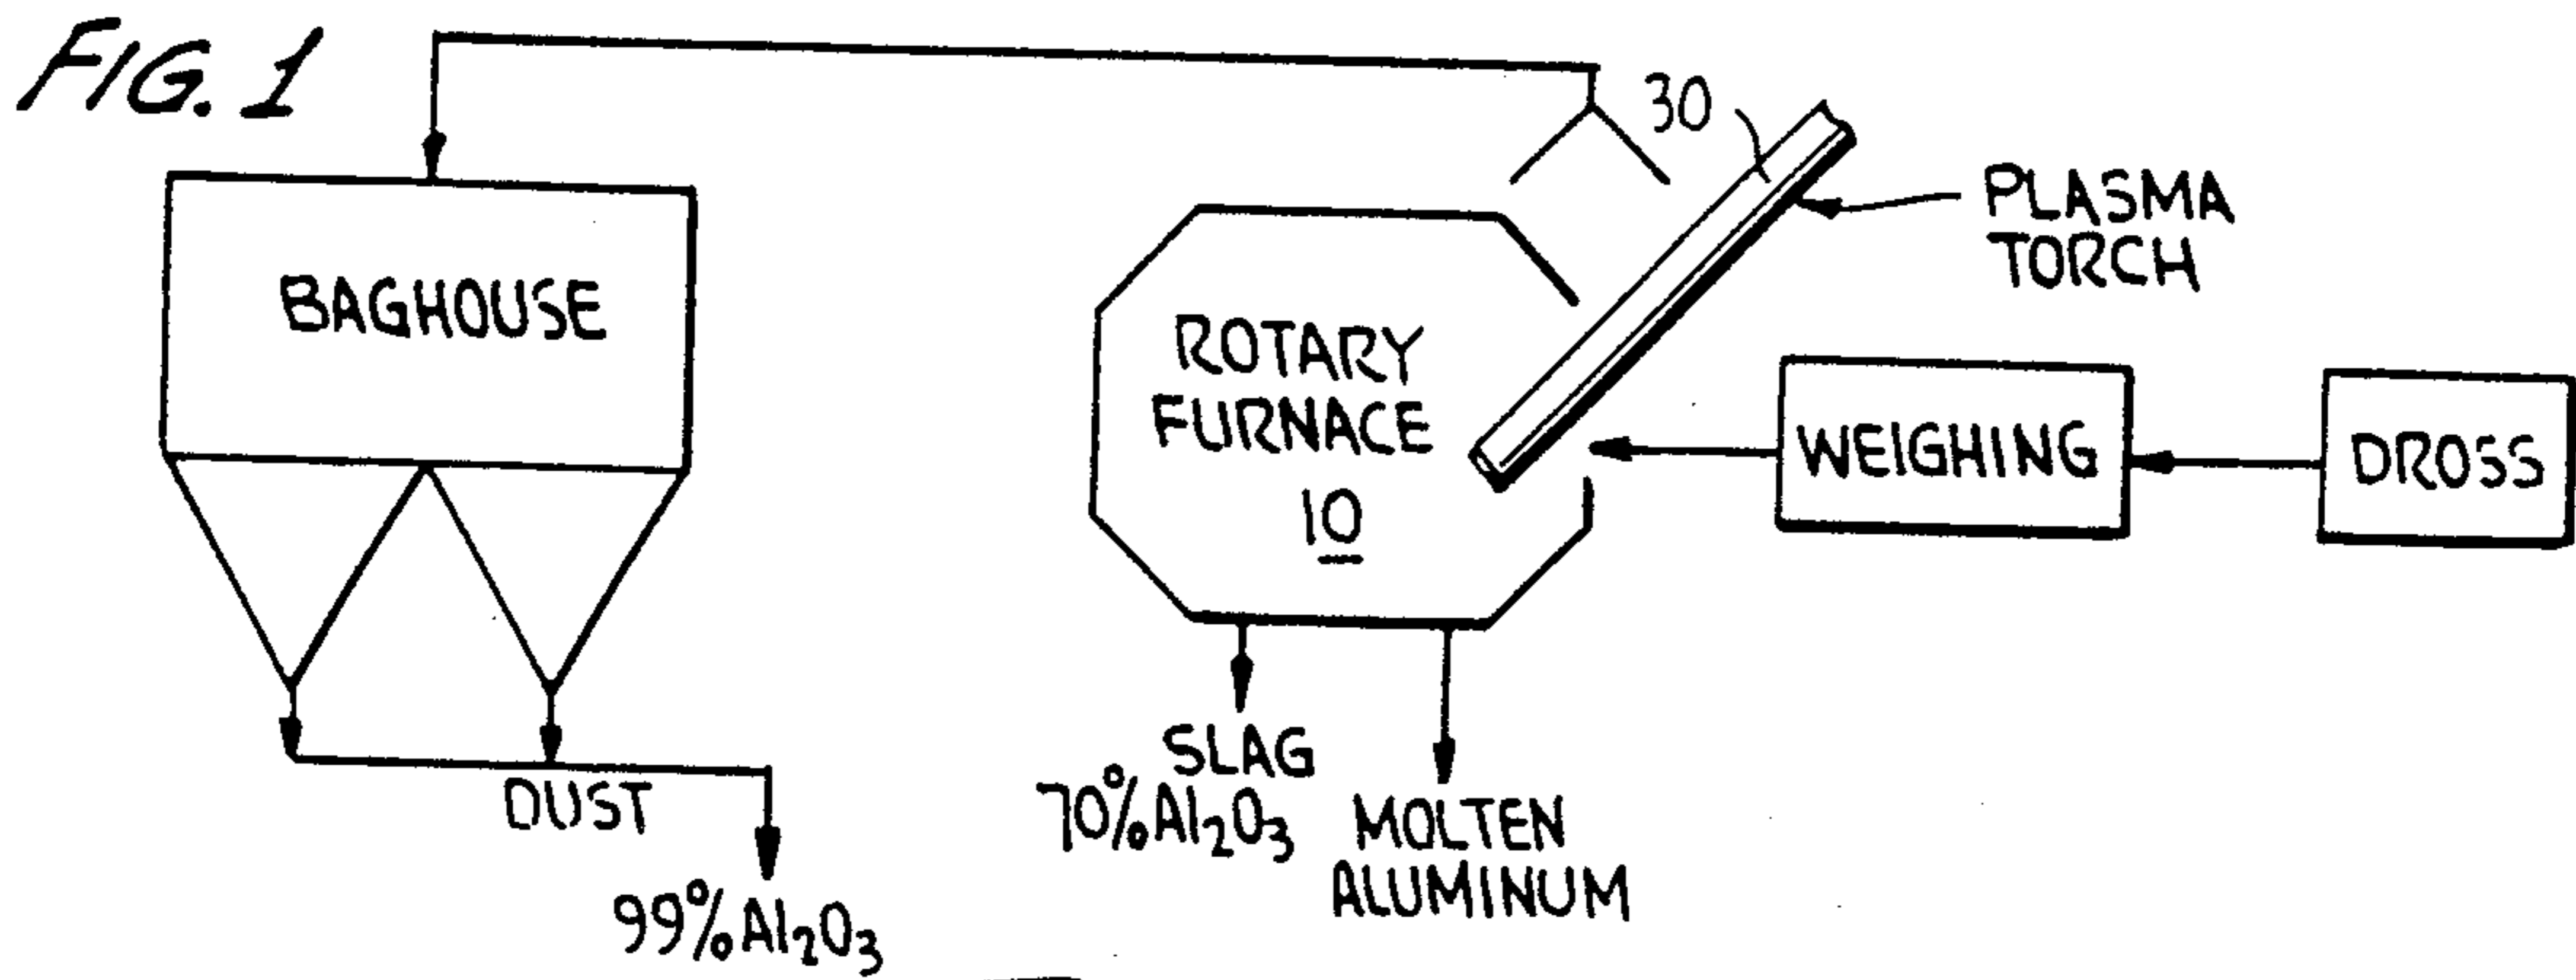 FIG. 1
30
PLASMA
TORCH
BAGHOUSE
ROTARY
FURNACE
10
WEIGHING
DROSS
SLAG
70% Al₂O₃
MOLTEN
ALUMINUM
DUST
99% Al₂O₃